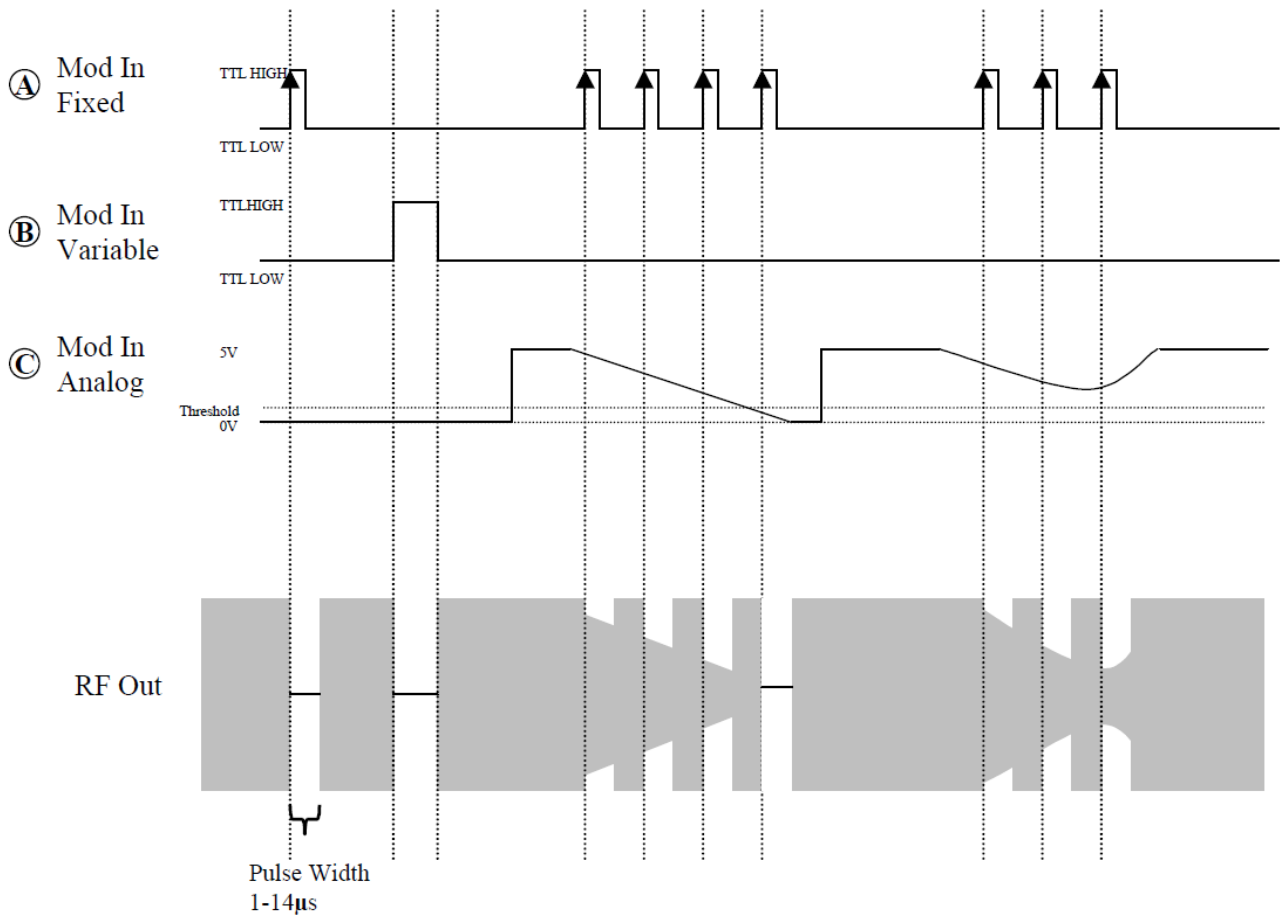 Ⓐ Mod In
Fixed
TTL HIGH
TTL LOW
Ⓑ Mod In
Variable
TTLHIGH
TTL LOW
Ⓒ Mod In
Analog
5V
Threshold
0V
RF Out
Pulse Width
1-14µs